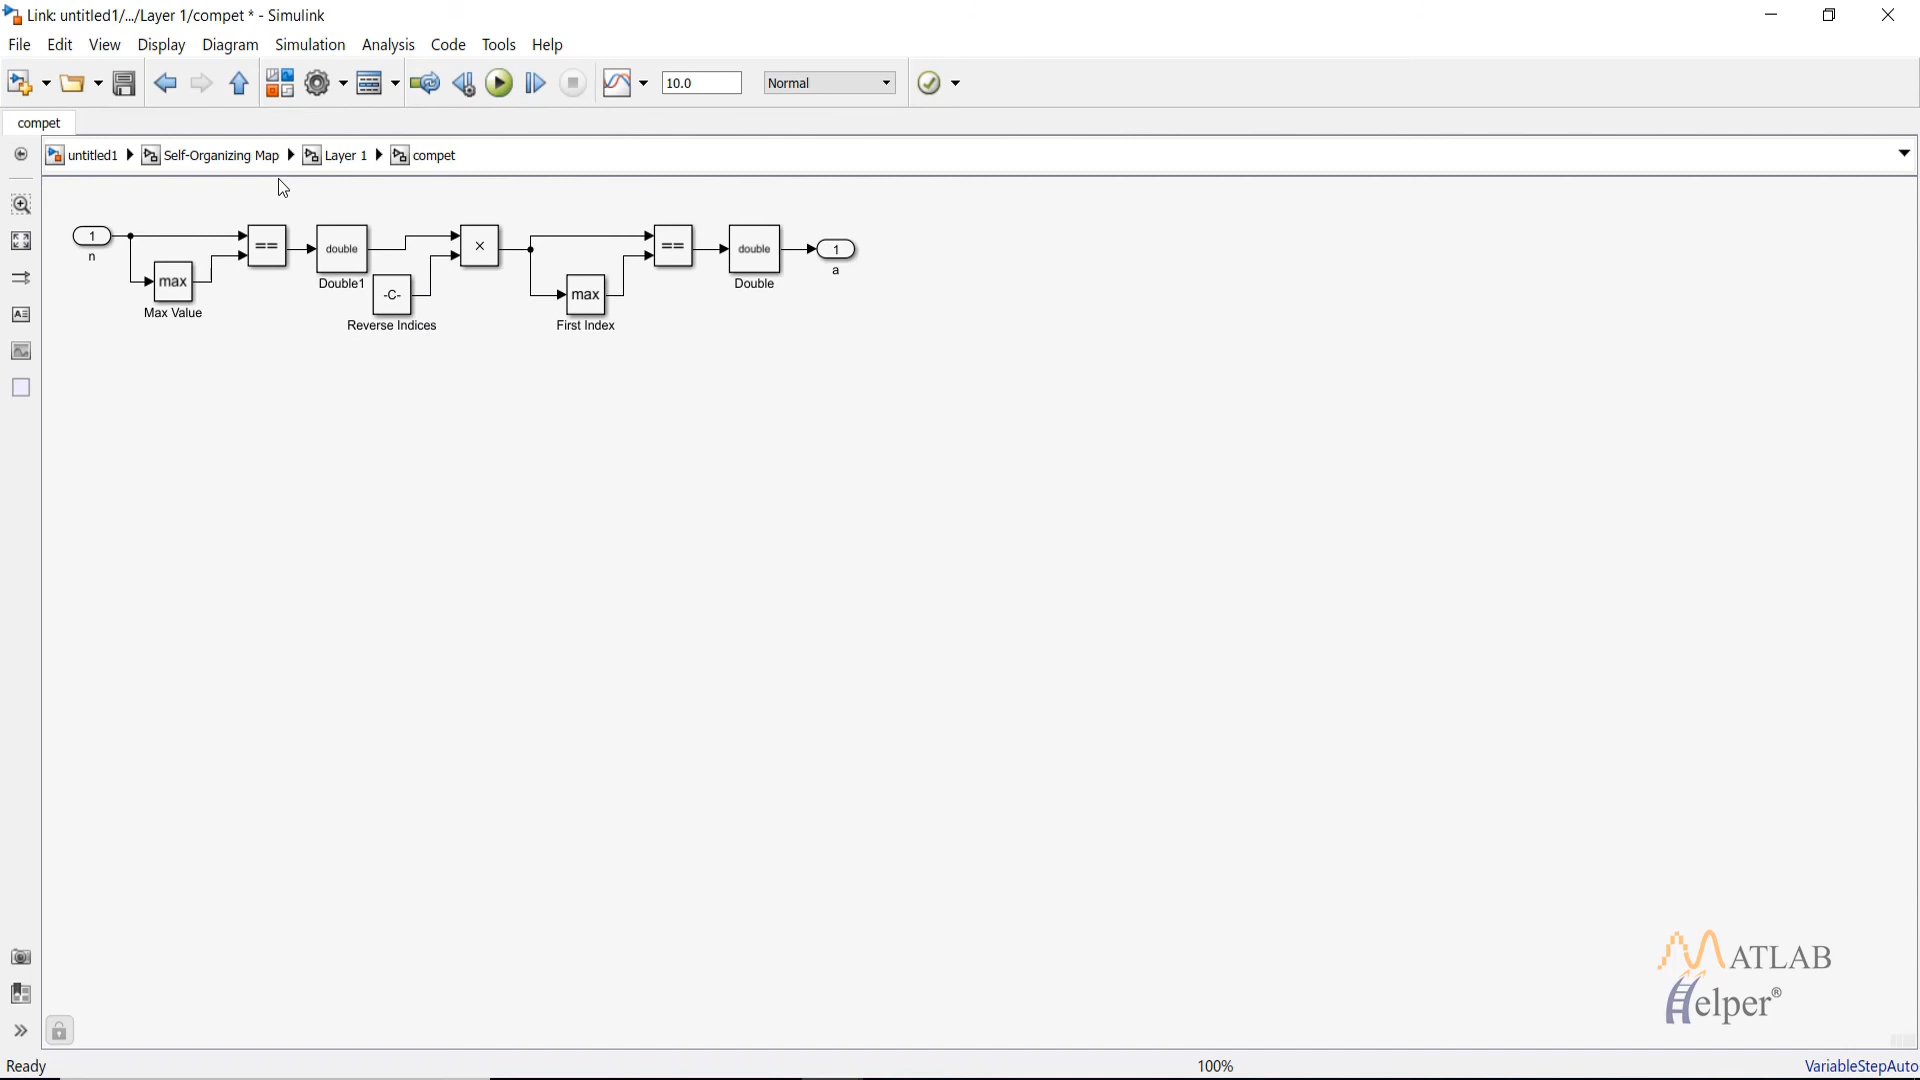 Link: untitled1/.../Layer 1/compet * - Simulink
File Edit View Display Diagram Simulation Analysis Code Tools Help
10.0 Normal
compet
untitled1 Self-Organizing Map Layer 1 compet
1 == double × == double 1
n max Double1 -C- max Double a
Max Value Reverse Indices First Index
MATLAB
Helper®
Ready 100% VariableStepAuto